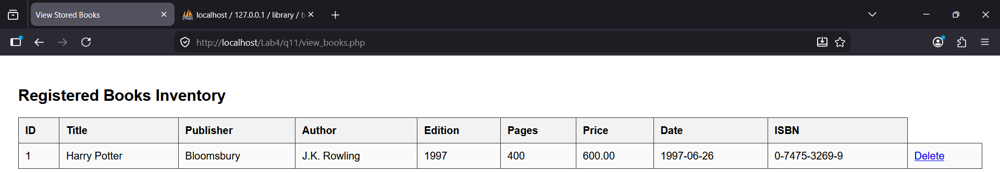 View Stored Books
localhost / 127.0.0.1 / library / b
http://localhost/Lab4/q11/view_books.php
Registered Books Inventory
ID Title Publisher Author Edition Pages Price Date ISBN
1 Harry Potter Bloomsbury J.K. Rowling 1997 400 600.00 1997-06-26 0-7475-3269-9 Delete